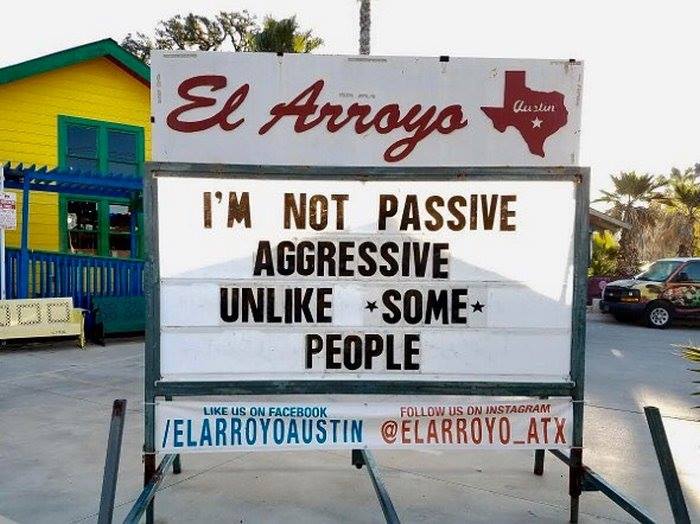 El Arroyo
Austin
I'M NOT PASSIVE
AGGRESSIVE
UNLIKE *SOME*
PEOPLE
LIKE US ON FACEBOOK
/ELARROYOAUSTIN
FOLLOW US ON INSTAGRAM
@ELARROYO_ATX